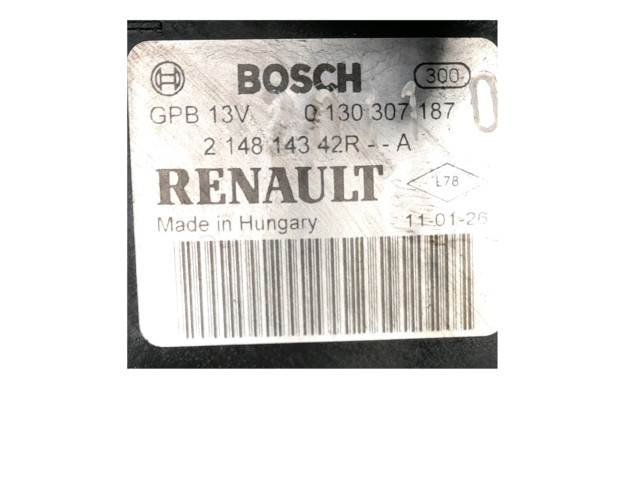 BOSCH 300
GPB 13V 0 130 307 187
2 148 143 42R -- A
RENAULT L78
Made in Hungary 11-01-26